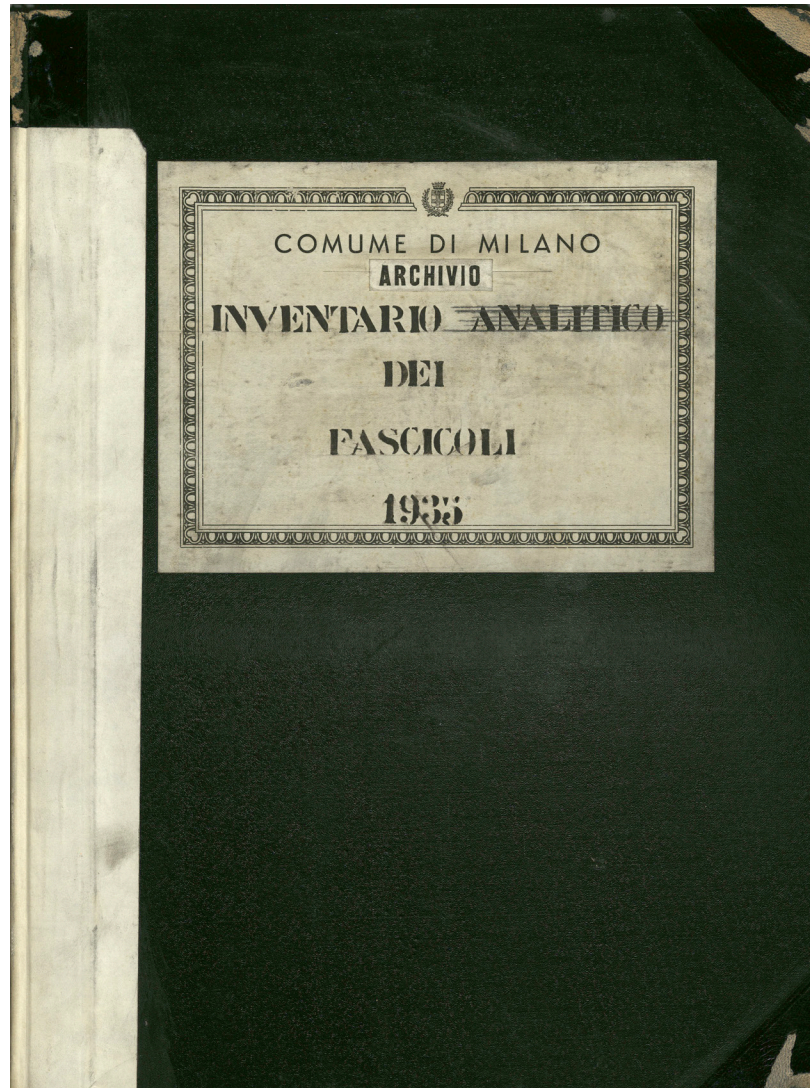 COMUME DI MILANO
ARCHIVIO
INVENTARIO ANALITICO
DEI
FASCICOLI
1935